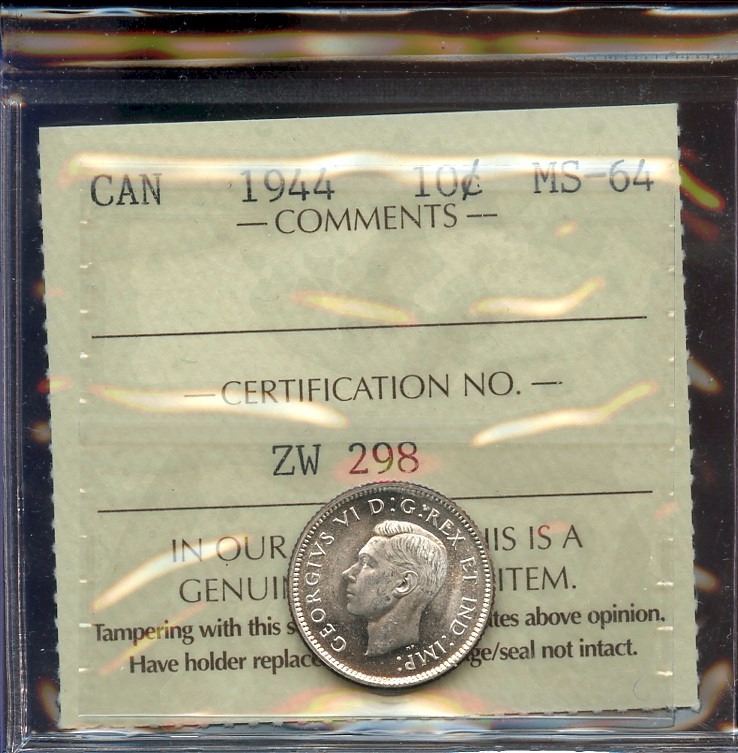 CAN 1944 10¢ MS-64
— COMMENTS —
— CERTIFICATION NO. —
ZW 298
IN OUR HIS IS A
GENUI ITEM.
Tampering with this s tes above opinion.
Have holder replace ge/seal not intact.
GEORGIVS VI D:G:REX ET IND:IMP: